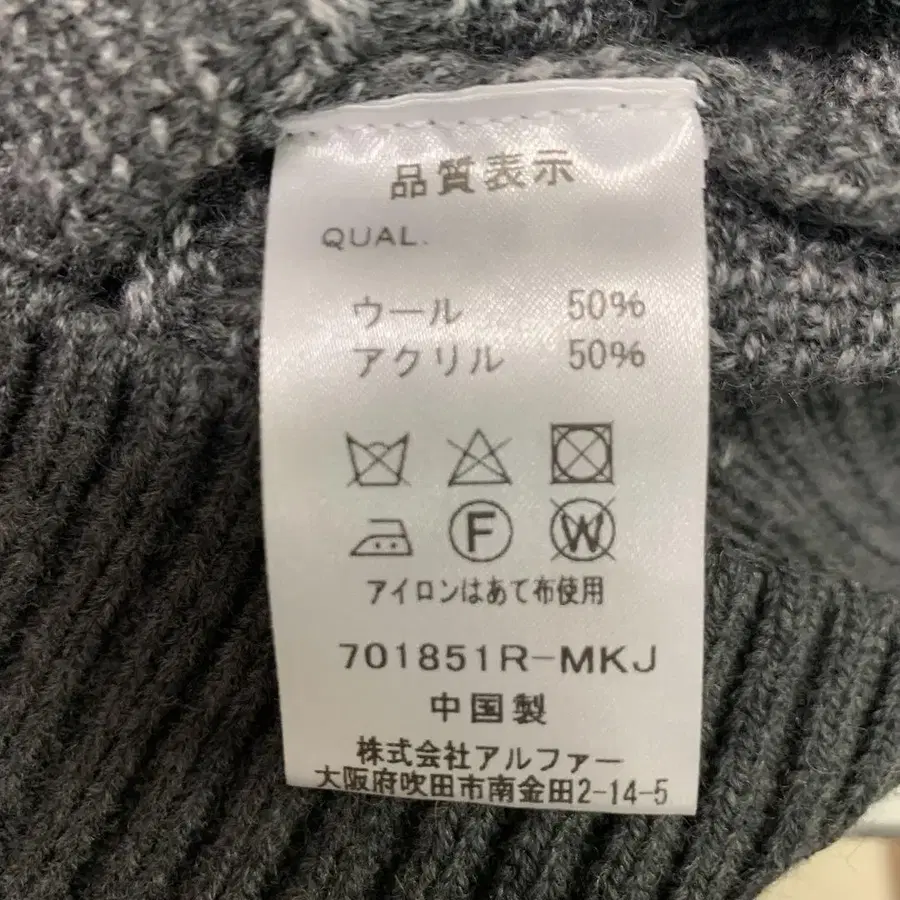 品質表示
QUAL.
ウール 50%
アクリル 50%
F W
アイロンはあて布使用
701851R-MKJ
中国製
株式会社アルファー
大阪府吹田市南金田2-14-5